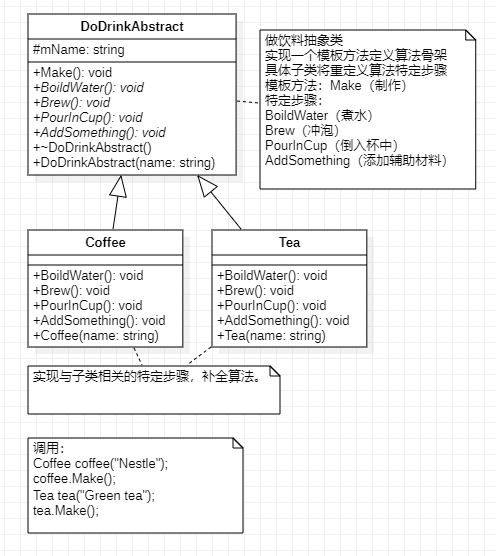 DoDrinkAbstract
#mName: string
+Make(): void
+BoildWater(): void
+Brew(): void
+PourInCup(): void
+AddSomething(): void
+~DoDrinkAbstract()
+DoDrinkAbstract(name: string)
做饮料抽象类
实现一个模板方法定义算法骨架
具体子类将重定义算法特定步骤
模板方法：Make（制作）
特定步骤：
BoildWater（煮水）
Brew（冲泡）
PourInCup（倒入杯中）
AddSomething（添加辅助材料）
Coffee
+BoildWater(): void
+Brew(): void
+PourInCup(): void
+AddSomething(): void
+Coffee(name: string)
Tea
+BoildWater(): void
+Brew(): void
+PourInCup(): void
+AddSomething(): void
+Tea(name: string)
实现与子类相关的特定步骤，补全算法。
调用：
Coffee coffee("Nestle");
coffee.Make();
Tea tea("Green tea");
tea.Make();